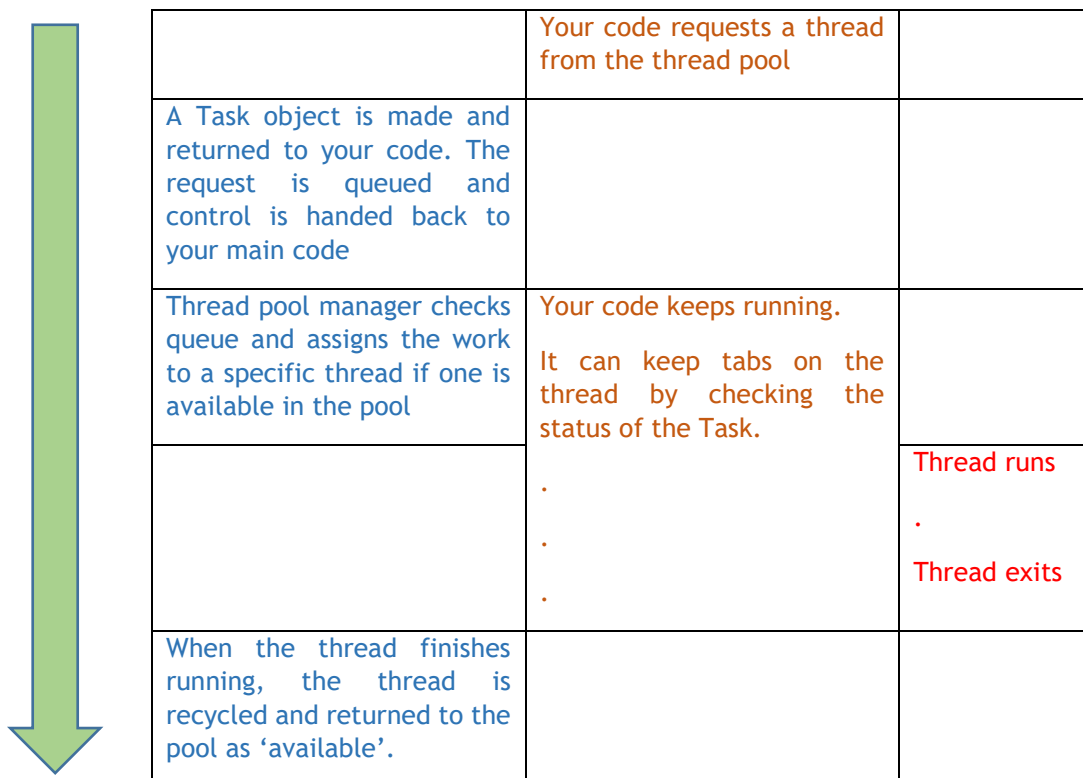 Your code requests a thread
from the thread pool
A Task object is made and
returned to your code. The
request is queued and
control is handed back to
your main code
Thread pool manager checks
queue and assigns the work
to a specific thread if one is
available in the pool
Your code keeps running.
It can keep tabs on the
thread by checking the
status of the Task.
.
.
.
Thread runs
.
Thread exits
When the thread finishes
running, the thread is
recycled and returned to the
pool as ‘available’.